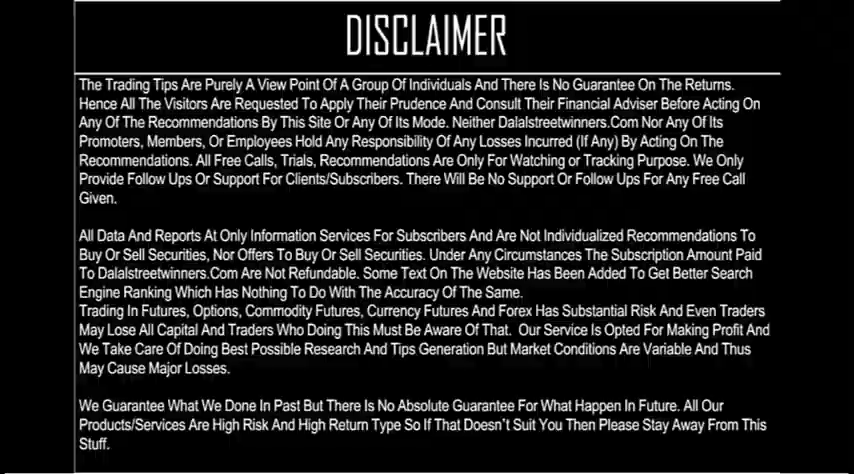 DISCLAIMER
The Trading Tips Are Purely A View Point Of A Group Of Individuals And There Is No Guarantee On The Returns.
Hence All The Visitors Are Requested To Apply Their Prudence And Consult Their Financial Adviser Before Acting On
Any Of The Recommendations By This Site Or Any Of Its Mode. Neither Dalalstreetwinners.Com Nor Any Of Its
Promoters, Members, Or Employees Hold Any Responsibility Of Any Losses Incurred (If Any) By Acting On The
Recommendations. All Free Calls, Trials, Recommendations Are Only For Watching or Tracking Purpose. We Only
Provide Follow Ups Or Support For Clients/Subscribers. There Will Be No Support Or Follow Ups For Any Free Call
Given.
All Data And Reports At Only Information Services For Subscribers And Are Not Individualized Recommendations To
Buy Or Sell Securities, Nor Offers To Buy Or Sell Securities. Under Any Circumstances The Subscription Amount Paid
To Dalalstreetwinners.Com Are Not Refundable. Some Text On The Website Has Been Added To Get Better Search
Engine Ranking Which Has Nothing To Do With The Accuracy Of The Same.
Trading In Futures, Options, Commodity Futures, Currency Futures And Forex Has Substantial Risk And Even Traders
May Lose All Capital And Traders Who Doing This Must Be Aware Of That. Our Service Is Opted For Making Profit And
We Take Care Of Doing Best Possible Research And Tips Generation But Market Conditions Are Variable And Thus
May Cause Major Losses.
We Guarantee What We Done In Past But There Is No Absolute Guarantee For What Happen In Future. All Our
Products/Services Are High Risk And High Return Type So If That Doesn't Suit You Then Please Stay Away From This
Stuff.